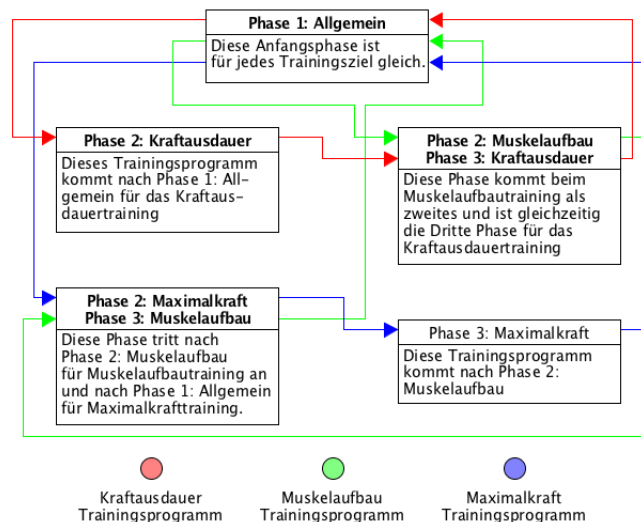 Phase 1: Allgemein
Diese Anfangsphase ist
für jedes Trainingsziel gleich.
Phase 2: Kraftausdauer
Dieses Trainingsprogramm
kommt nach Phase 1: All-
gemein für das Kraftaus-
dauertraining
Phase 2: Muskelaufbau
Phase 3: Kraftausdauer
Diese Phase kommt beim
Muskelaufbautraining als
zweites und ist gleichzeitig
die Dritte Phase für das
Kraftausdauertraining
Phase 2: Maximalkraft
Phase 3: Muskelaufbau
Diese Phase tritt nach
Phase 2: Muskelaufbau
für Muskelaufbautraining an
und nach Phase 1: Allgemein
für Maximalkrafttraining.
Phase 3: Maximalkraft
Diese Trainingsprogramm
kommt nach Phase 2:
Muskelaufbau
Kraftausdauer
Trainingsprogramm
Muskelaufbau
Trainingsprogramm
Maximalkraft
Trainingsprogramm